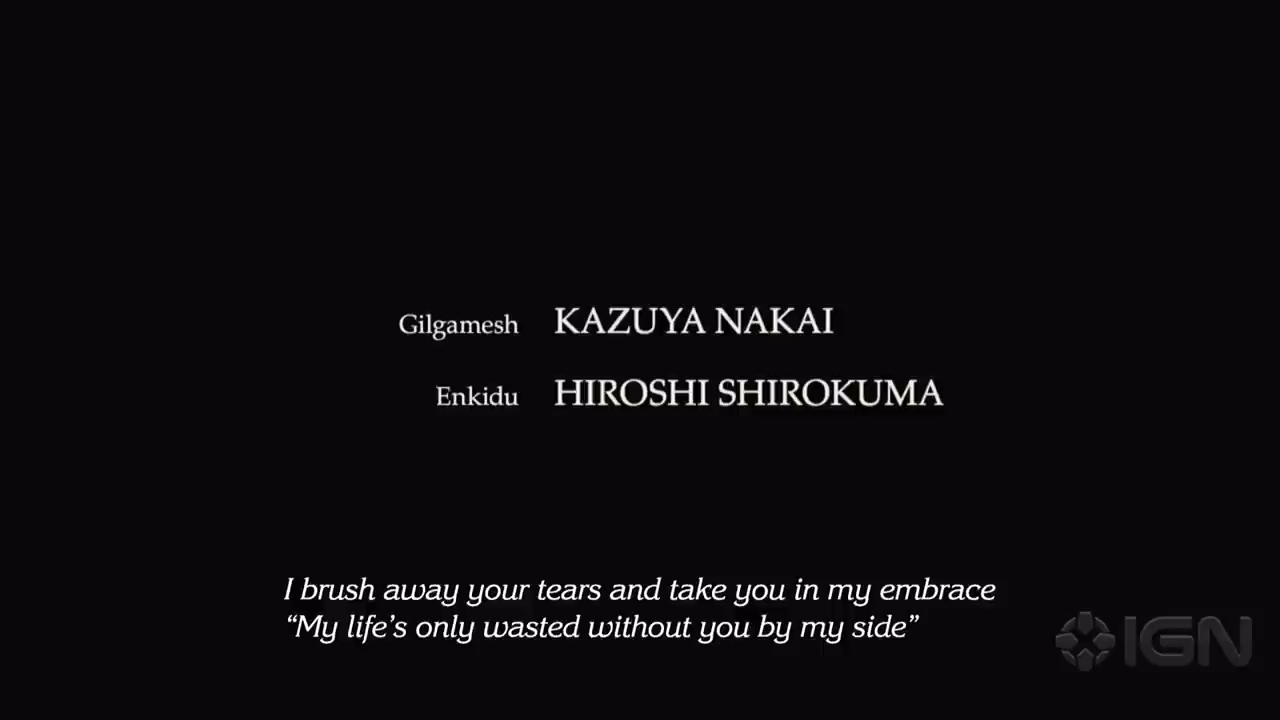 Gilgamesh KAZUYA NAKAI
Enkidu HIROSHI SHIROKUMA
I brush away your tears and take you in my embrace
“My life’s only wasted without you by my side”
IGN